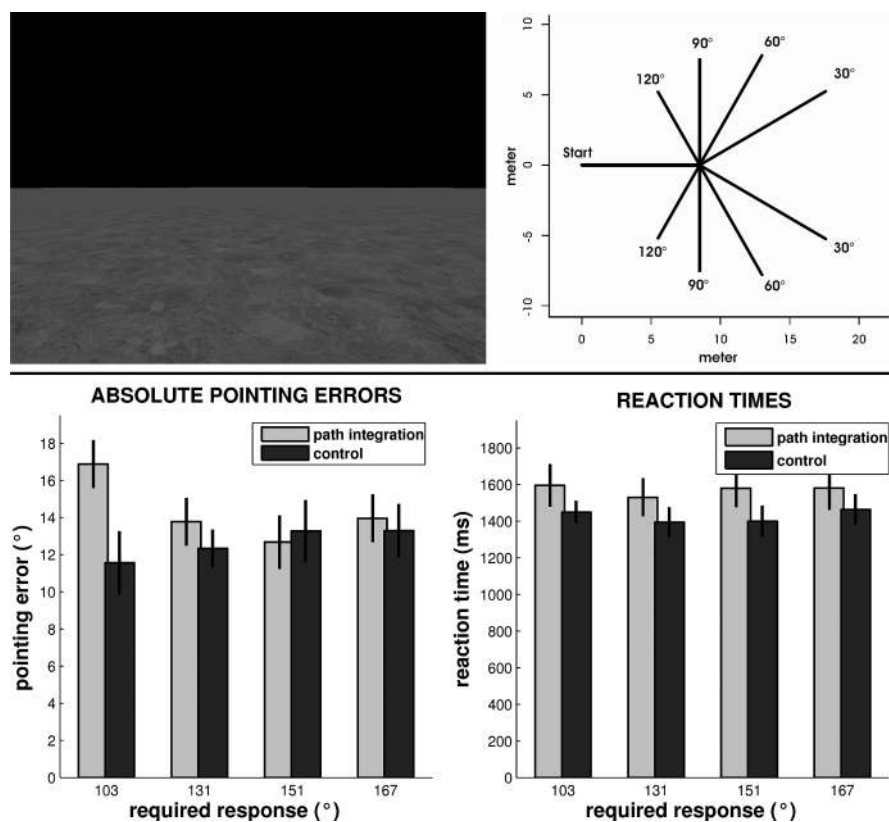 10
5
0
-5
-10
meter
120°
90°
60°
30°
Start
120°
90°
60°
30°
0 5 10 15 20
meter
ABSOLUTE POINTING ERRORS
path integration
control
18
16
14
12
10
8
6
4
2
0
pointing error (°)
103 131 151 167
required response (°)
REACTION TIMES
path integration
control
1800
1600
1400
1200
1000
800
600
400
200
0
reaction time (ms)
103 131 151 167
required response (°)